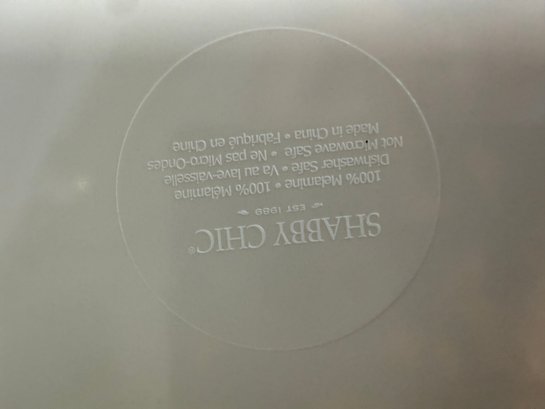 SHABBY CHIC®
EST 1989
100% Melamine • 100% Mélamine
Dishwasher Safe • Va au lave-vaisselle
Not Microwave Safe • Ne pas Micro-Ondes
Made in China • Fabriqué en Chine